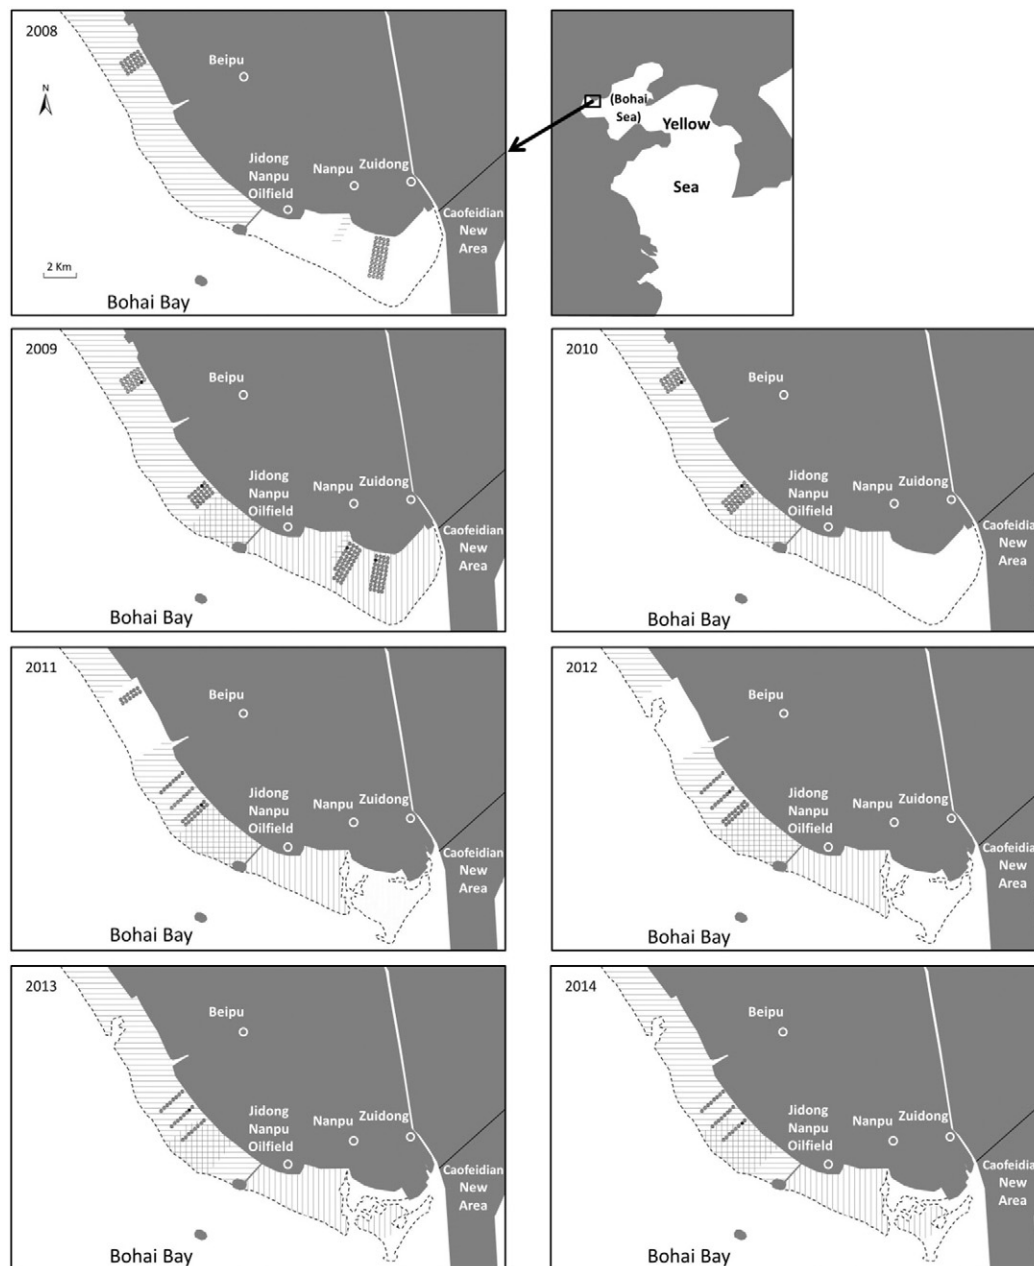 2008
N
Beipu
Jidong
Nanpu
Oilfield
Nanpu
Zuidong
Caofeidian
New
Area
2 Km
Bohai Bay
(Bohai
Sea)
Yellow
Sea
2009
Beipu
Jidong
Nanpu
Oilfield
Nanpu
Zuidong
Caofeidian
New
Area
Bohai Bay
2010
Beipu
Jidong
Nanpu
Oilfield
Nanpu
Zuidong
Caofeidian
New
Area
Bohai Bay
2011
Beipu
Jidong
Nanpu
Oilfield
Nanpu
Zuidong
Caofeidian
New
Area
Bohai Bay
2012
Beipu
Jidong
Nanpu
Oilfield
Nanpu
Zuidong
Caofeidian
New
Area
Bohai Bay
2013
Beipu
Jidong
Nanpu
Oilfield
Nanpu
Zuidong
Caofeidian
New
Area
Bohai Bay
2014
Beipu
Jidong
Nanpu
Oilfield
Nanpu
Zuidong
Caofeidian
New
Area
Bohai Bay